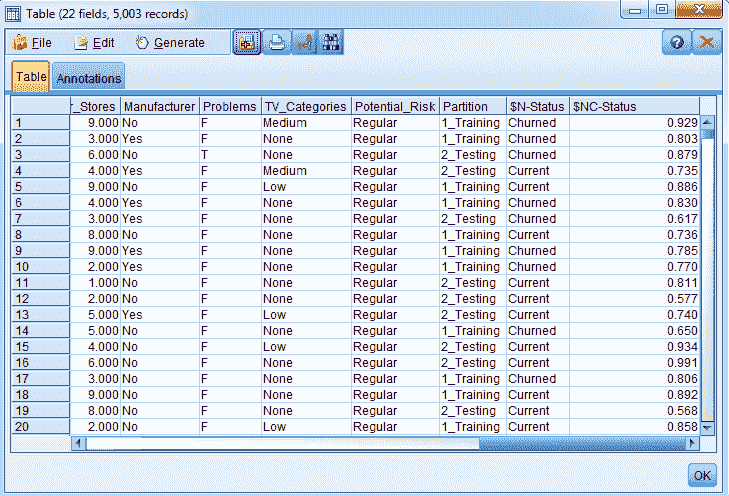 Table (22 fields, 5,003 records)
File Edit Generate
Table Annotations
r_Stores Manufacturer Problems TV_Categories Potential_Risk Partition $N-Status $NC-Status
1 9.000 No F Medium Regular 1_Training Churned 0.929
2 3.000 Yes F None Regular 1_Training Churned 0.803
3 6.000 No T None Regular 2_Testing Churned 0.879
4 4.000 Yes F Medium Regular 2_Testing Current 0.735
5 9.000 No F Low Regular 1_Training Current 0.886
6 4.000 Yes F None Regular 1_Training Churned 0.830
7 3.000 Yes F None Regular 2_Testing Churned 0.617
8 8.000 No F None Regular 1_Training Current 0.736
9 9.000 Yes F None Regular 1_Training Churned 0.785
10 2.000 Yes F None Regular 1_Training Churned 0.770
11 1.000 No F None Regular 2_Testing Current 0.811
12 2.000 No F None Regular 2_Testing Current 0.577
13 5.000 Yes F Low Regular 2_Testing Current 0.740
14 5.000 No F None Regular 1_Training Churned 0.650
15 4.000 No F Low Regular 2_Testing Current 0.934
16 6.000 No F None Regular 2_Testing Current 0.991
17 3.000 No F None Regular 1_Training Churned 0.806
18 9.000 No F None Regular 1_Training Current 0.892
19 8.000 No F None Regular 2_Testing Current 0.568
20 2.000 No F Low Regular 1_Training Current 0.858
OK